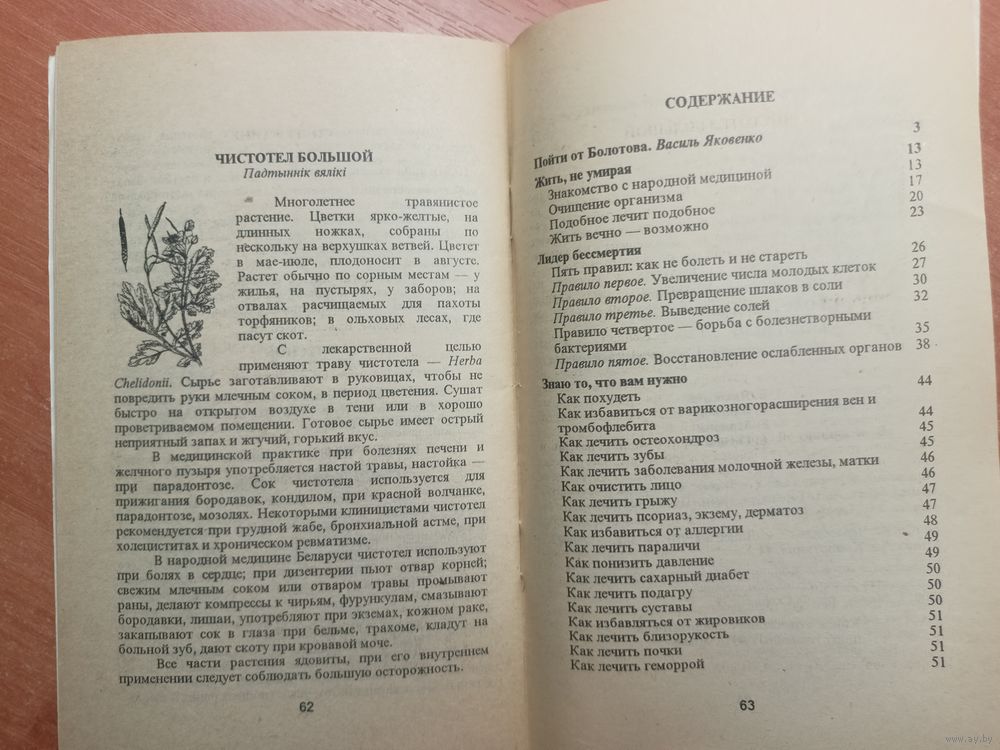 ЧИСТОТЕЛ БОЛЬШОЙ
Падтыннік вялікі
Многолетнее травянистое
растение. Цветки ярко-желтые, на
длинных ножках, собраны по
нескольку на верхушках ветвей. Цветет
в мае-июле, плодоносит в августе.
Растет обычно по сорным местам — у
жилья, на пустырях, у заборов; на
отвалах расчищаемых для пахоты
торфяников; в ольховых лесах, где
пасут скот.
С лекарственной целью
применяют траву чистотела — Herba
Chelidonii. Сырье заготавливают в руковицах, чтобы не
повредить руки млечным соком, в период цветения. Сушат
быстро на открытом воздухе в тени или в хорошо
проветриваемом помещении. Готовое сырье имеет острый
неприятный запах и жгучий, горький вкус.
В медицинской практике при болезнях печени и
желчного пузыря употребляется настой травы, настойка —
при парадонтозе. Сок чистотела используется для
прижигания бородавок, кондилом, при красной волчанке,
парадонтозе, мозолях. Некоторыми клиницистами чистотел
рекомендуется при грудной жабе, бронхиальной астме, при
холециститах и хроническом ревматизме.
В народной медицине Беларуси чистотел используют
при болях в сердце; при дизентерии пьют отвар корней;
свежим млечным соком или отваром травы промывают
раны, делают компрессы к чирьям, фурункулам, смазывают
бородавки, лишаи, употребляют при экземах, кожном раке,
закапывают сок в глаза при бельме, трахоме, кладут на
больной зуб, дают скоту при кровавой моче.
Все части растения ядовиты, при его внутреннем
применении следует соблюдать большую осторожность.
62
СОДЕРЖАНИЕ
Пойти от Болотова. Василь Яковенко 3
Жить, не умирая 13
Знакомство с народной медициной 13
Очищение организма 17
Подобное лечит подобное 20
Жить вечно — возможно 23
Лидер бессмертия
Пять правил: как не болеть и не стареть 26
Правило первое. Увеличение числа молодых клеток 27
Правило второе. Превращение шлаков в соли 30
Правило третье. Выведение солей 32
Правило четвертое — борьба с болезнетворными
бактериями 35
Правило пятое. Восстановление ослабленных органов 38
Знаю то, что вам нужно
Как похудеть 44
Как избавиться от варикозногорасширения вен и
тромбофлебита 44
Как лечить остеохондроз 45
Как лечить зубы 45
Как лечить заболевания молочной железы, матки 46
Как очистить лицо 46
Как лечить грыжу 47
Как лечить псориаз, экзему, дерматоз 47
Как избавиться от аллергии 48
Как лечить параличи 49
Как понизить давление 49
Как лечить сахарный диабет 50
Как лечить подагру 50
Как лечить суставы 50
Как избавляться от жировиков 51
Как лечить близорукость 51
Как лечить почки 51
Как лечить геморрой 51
63
www.ay.by